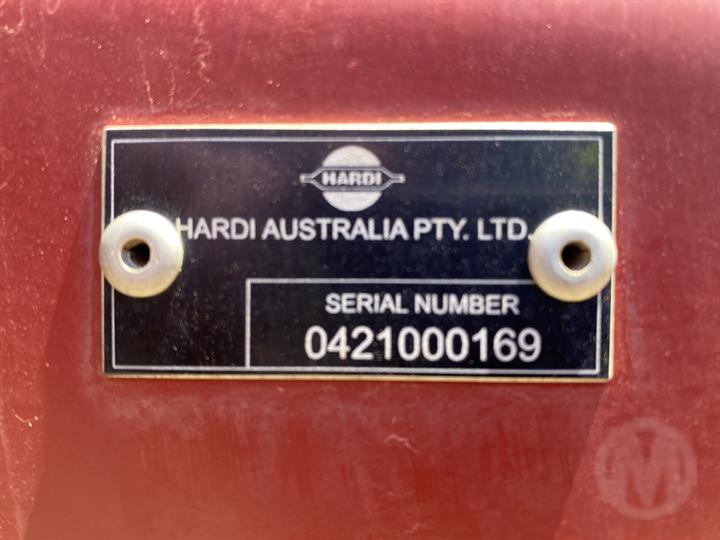 HARDI
HARDI AUSTRALIA PTY. LTD.
SERIAL NUMBER
0421000169
M